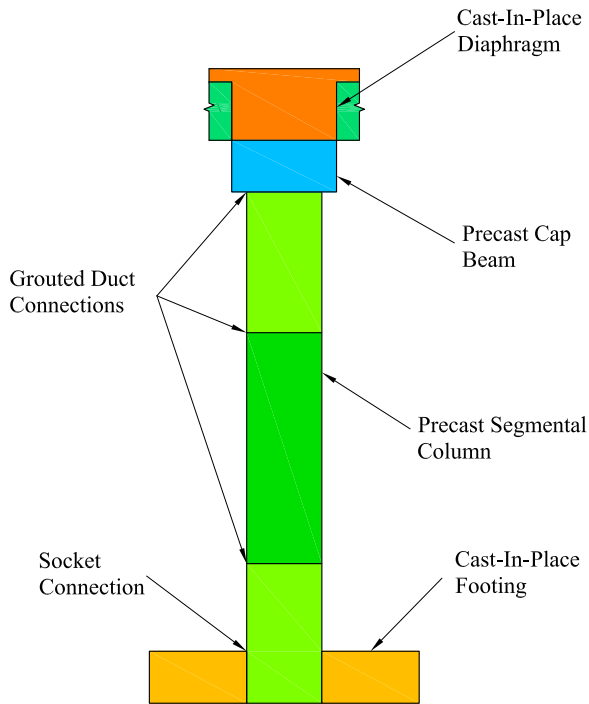 Cast-In-Place
Diaphragm
Precast Cap
Beam
Grouted Duct
Connections
Precast Segmental
Column
Socket
Connection
Cast-In-Place
Footing